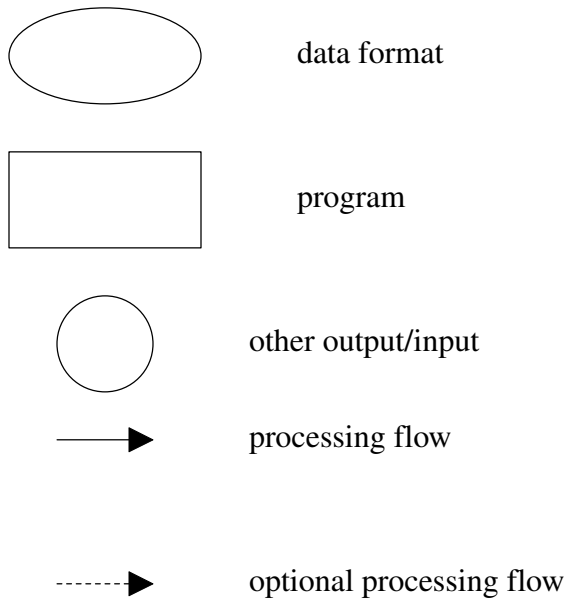 data format
program
other output/input
processing flow
optional processing flow